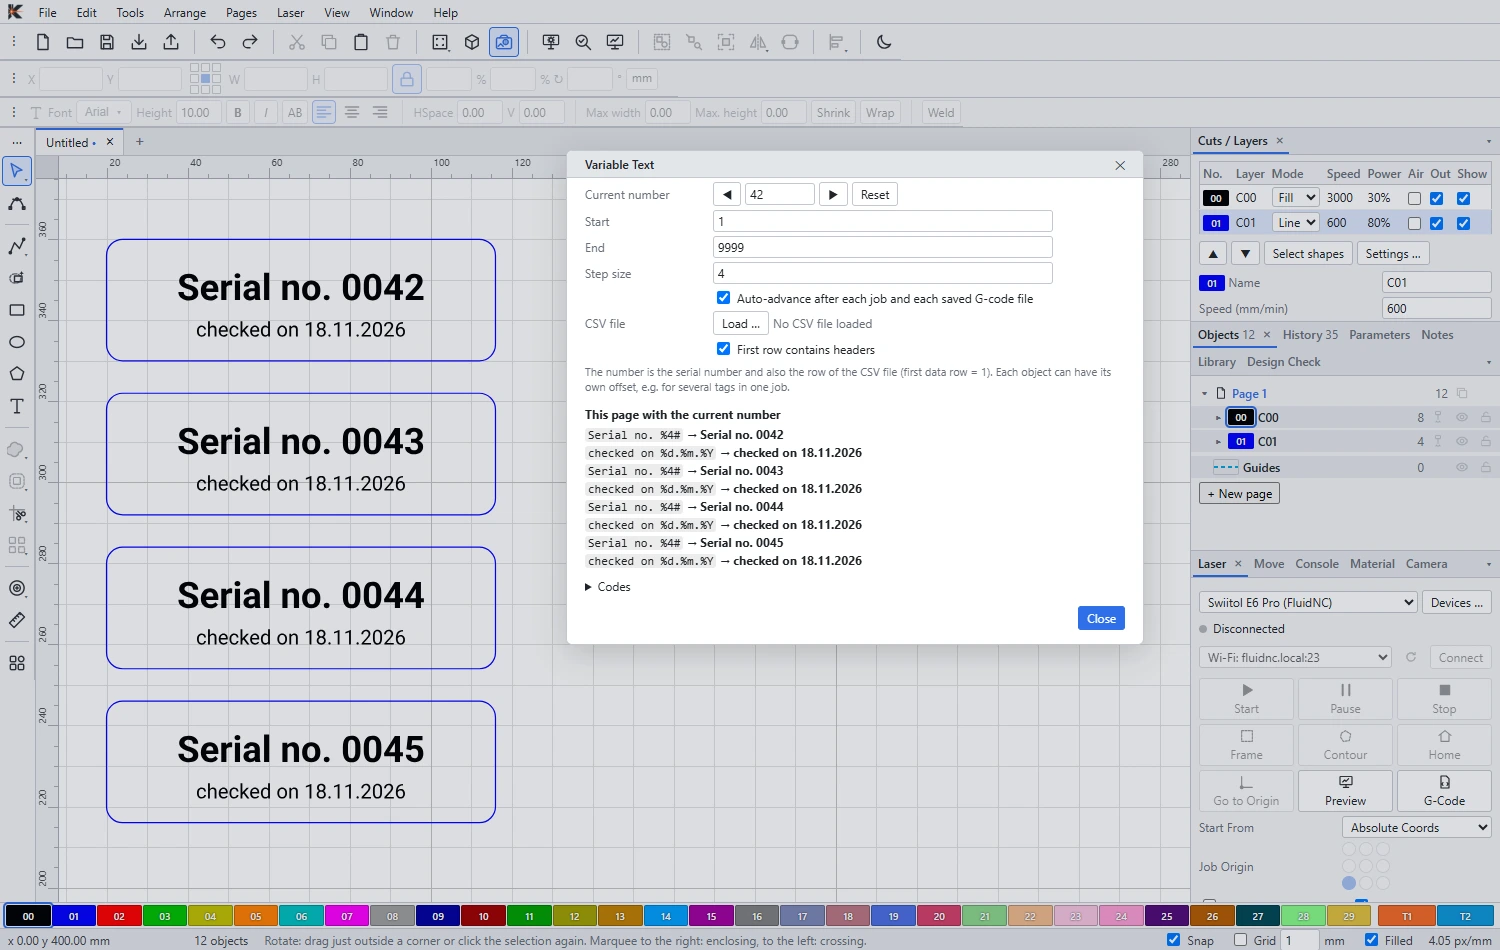 File Edit Tools Arrange Pages Laser View Window Help
X Y W H % % ° mm
Font Arial Height 10.00 B I AB HSpace 0.00 V 0.00 Max width 0.00 Max. height 0.00 Shrink Wrap Weld
Untitled • × +
20 40 60 80 100 120 280
360 340 320 300 280 260 240 220 200
Serial no. 0042
checked on 18.11.2026
Serial no. 0043
checked on 18.11.2026
Serial no. 0044
checked on 18.11.2026
Serial no. 0045
checked on 18.11.2026
Variable Text
Current number 42 Reset
Start 1
End 9999
Step size 4
Auto-advance after each job and each saved G-code file
CSV file Load ... No CSV file loaded
First row contains headers
The number is the serial number and also the row of the CSV file (first data row = 1). Each object can have its
own offset, e.g. for several tags in one job.
This page with the current number
Serial no. %4# → Serial no. 0042
checked on %d.%m.%Y → checked on 18.11.2026
Serial no. %4# → Serial no. 0043
checked on %d.%m.%Y → checked on 18.11.2026
Serial no. %4# → Serial no. 0044
checked on %d.%m.%Y → checked on 18.11.2026
Serial no. %4# → Serial no. 0045
checked on %d.%m.%Y → checked on 18.11.2026
Codes
Close
Cuts / Layers ×
No. Layer Mode Speed Power Air Out Show
00 C00 Fill 3000 30%
01 C01 Line 600 80%
Select shapes Settings ...
01 Name C01
Speed (mm/min) 600
Objects 12 × History 35 Parameters Notes
Library Design Check
Page 1 12
00 C00 8
01 C01 4
Guides 0
+ New page
Laser × Move Console Material Camera
Swiitol E6 Pro (FluidNC) Devices ...
Disconnected
Wi-Fi: fluidnc.local:23 Connect
Start Pause Stop
Frame Contour Home
Go to Origin Preview G-Code
Start From Absolute Coords
Job Origin
00 01 02 03 04 05 06 07 08 09 10 11 12 13 14 15 16 17 18 19 20 21 22 23 24 25 26 27 28 29 T1 T2
x 0.00 y 400.00 mm 12 objects Rotate: drag just outside a corner or click the selection again. Marquee to the right: enclosing, to the left: crossing. Snap Grid 1 mm Filled 4.05 px/mm